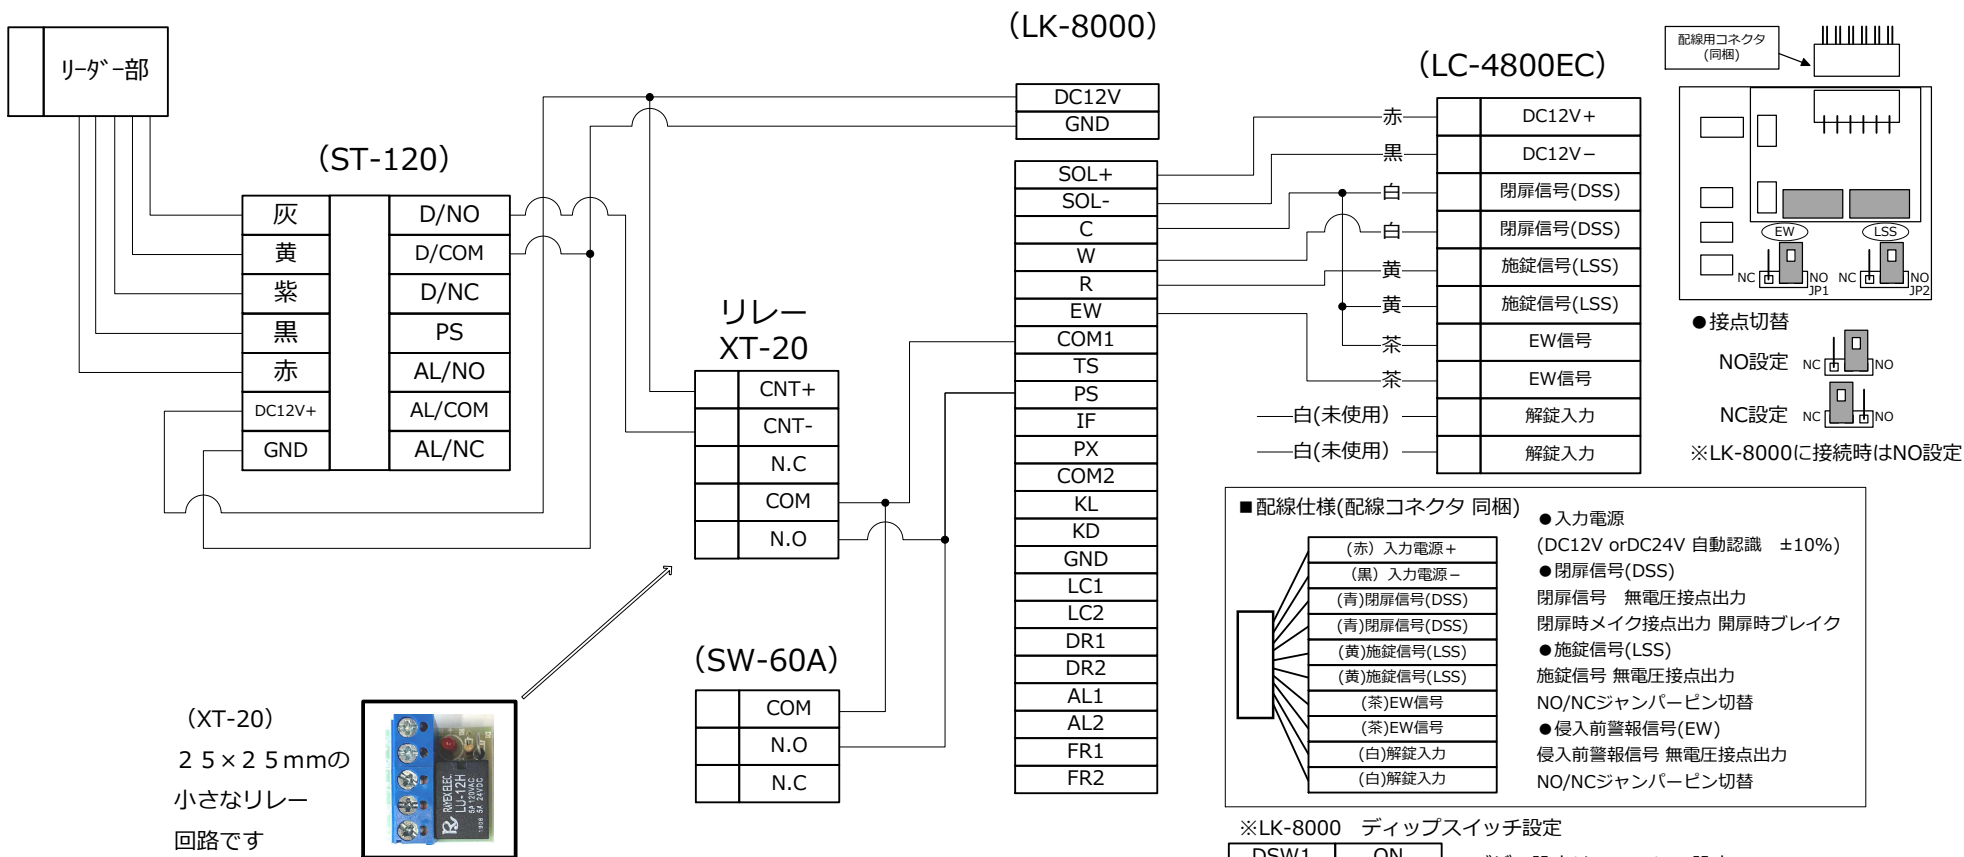 (LK-8000)
リーダー部
(ST-120)
灰
黄
紫
黒
赤
DC12V+
GND
D/NO
D/COM
D/NC
PS
AL/NO
AL/COM
AL/NC
リレー
XT-20
CNT+
CNT-
N.C
COM
N.O
(SW-60A)
COM
N.O
N.C
(XT-20)
25×25mmの
小さなリレー
回路です
RAYEX ELEC.
LU-12H
5A 120VAC
5A 24VDC
DC12V
GND
SOL+
SOL-
C
W
R
EW
COM1
TS
PS
IF
PX
COM2
KL
KD
GND
LC1
LC2
DR1
DR2
AL1
AL2
FR1
FR2
(LC-4800EC)
赤 DC12V+
黒 DC12V−
白 閉扉信号(DSS)
白 閉扉信号(DSS)
黄 施錠信号(LSS)
黄 施錠信号(LSS)
茶 EW信号
茶 EW信号
白(未使用) 解錠入力
白(未使用) 解錠入力
配線用コネクタ
(同梱)
EW
LSS
NC NO
JP1
NC NO
JP2
●接点切替
NO設定 NC NO
NC設定 NC NO
※LK-8000に接続時はNO設定
■配線仕様(配線コネクタ 同梱)
(赤) 入力電源+
(黒) 入力電源−
(青)閉扉信号(DSS)
(青)閉扉信号(DSS)
(黄)施錠信号(LSS)
(黄)施錠信号(LSS)
(茶)EW信号
(茶)EW信号
(白)解錠入力
(白)解錠入力
●入力電源
(DC12V orDC24V 自動認識 ±10%)
●閉扉信号(DSS)
閉扉信号 無電圧接点出力
閉扉時メイク接点出力 開扉時ブレイク
●施錠信号(LSS)
施錠信号 無電圧接点出力
NO/NCジャンパーピン切替
●侵入前警報信号(EW)
侵入前警報信号 無電圧接点出力
NO/NCジャンパーピン切替
※LK-8000 ディップスイッチ設定
DSW1 ON